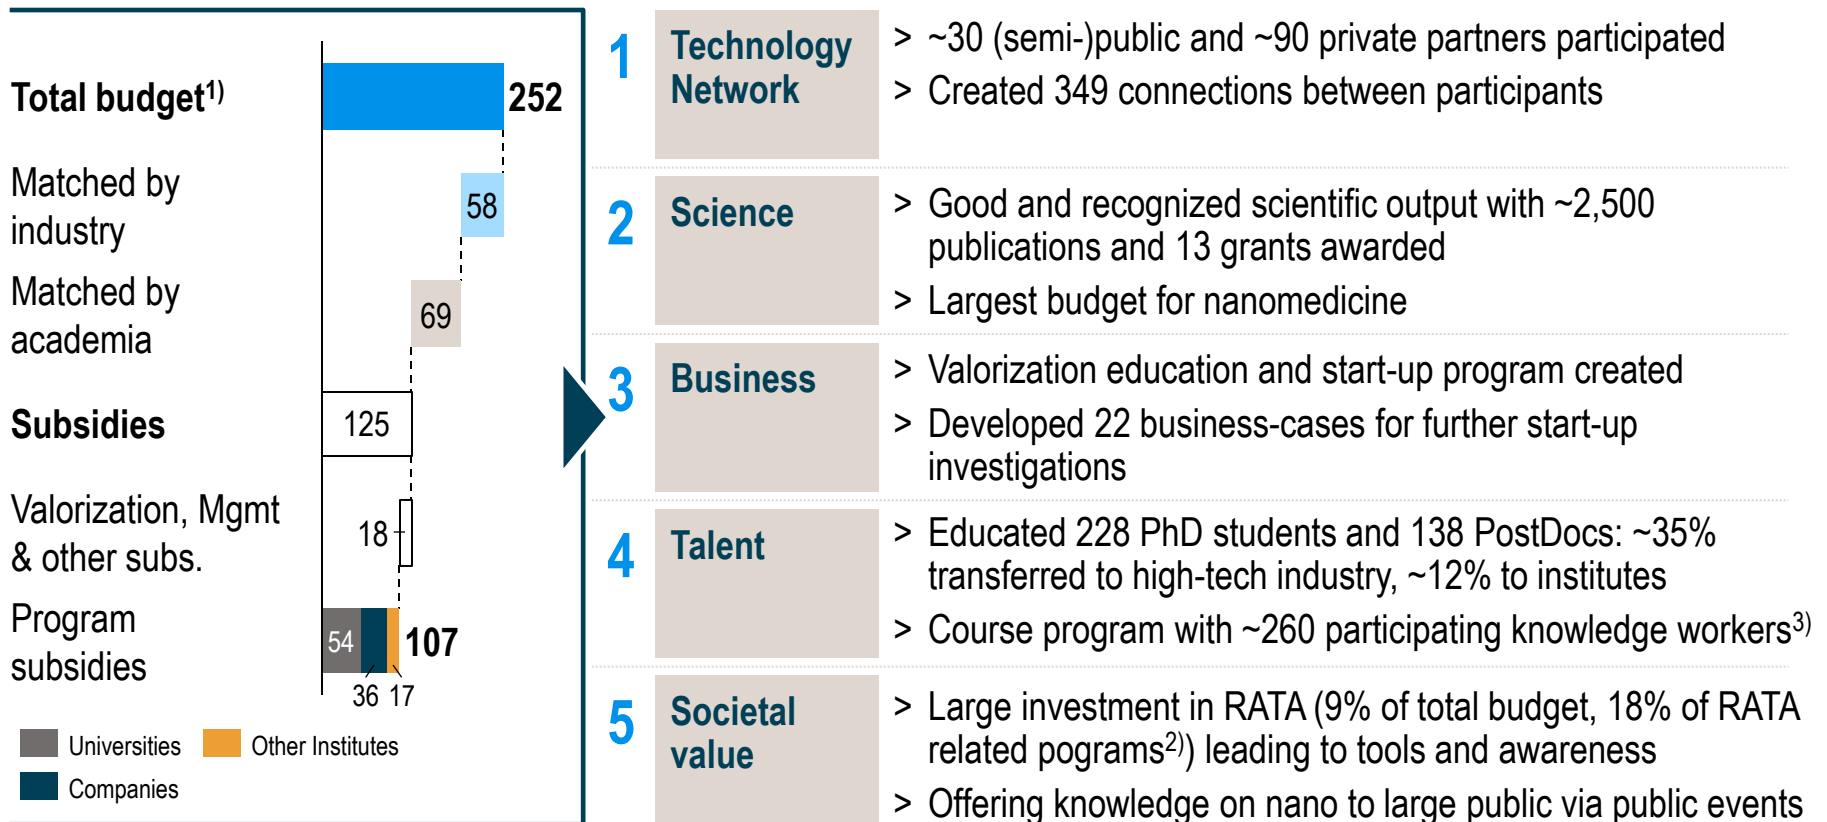 Total budget1)
252
Matched by
industry
58
Matched by
academia
69
Subsidies
125
Valorization, Mgmt
& other subs.
18
Program
subsidies
54
107
36 17
Universities
Other Institutes
Companies
1
Technology
Network
> ~30 (semi-)public and ~90 private partners participated
> Created 349 connections between participants
2
Science
> Good and recognized scientific output with ~2,500
publications and 13 grants awarded
> Largest budget for nanomedicine
3
Business
> Valorization education and start-up program created
> Developed 22 business-cases for further start-up
investigations
4
Talent
> Educated 228 PhD students and 138 PostDocs: ~35%
transferred to high-tech industry, ~12% to institutes
> Course program with ~260 participating knowledge workers3)
5
Societal
value
> Large investment in RATA (9% of total budget, 18% of RATA
related pograms2)) leading to tools and awareness
> Offering knowledge on nano to large public via public events